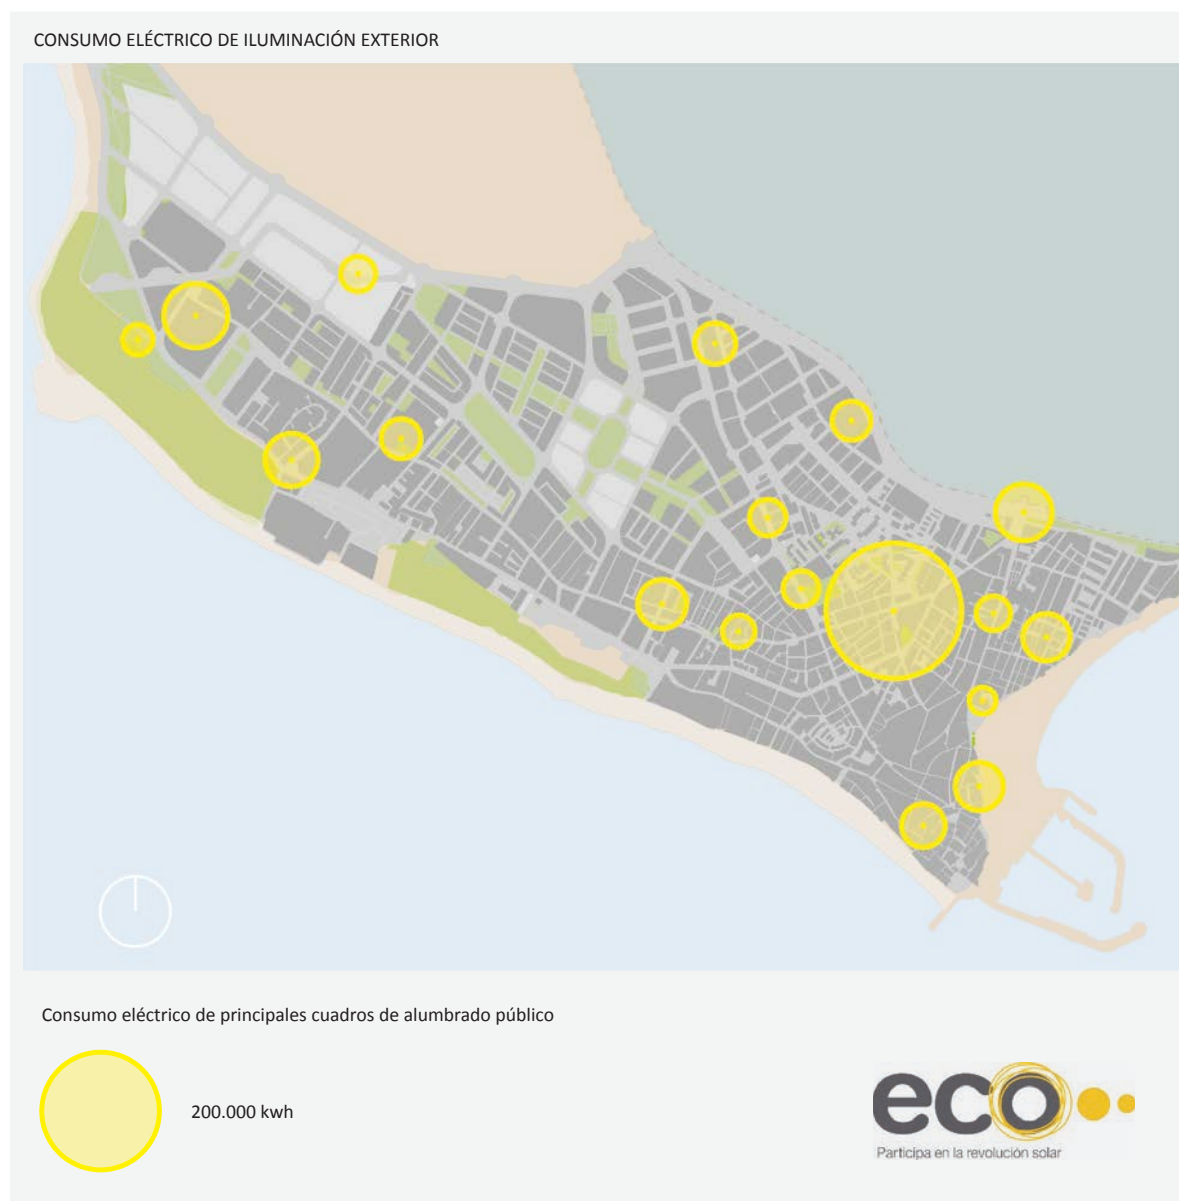 CONSUMO ELÉCTRICO DE ILUMINACIÓN EXTERIOR
Consumo eléctrico de principales cuadros de alumbrado público
200.000 kwh
eco
Participa en la revolución solar